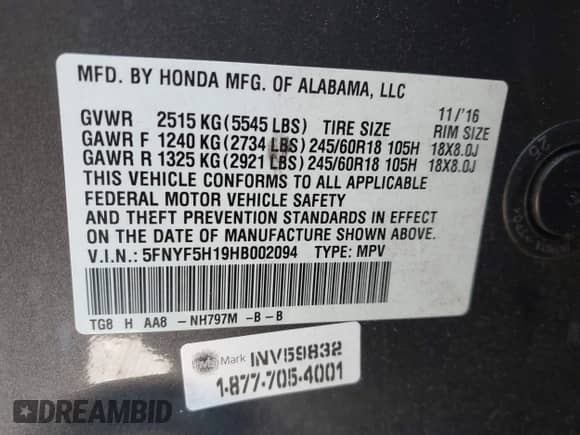 MFD. BY HONDA MFG. OF ALABAMA, LLC
11/'16
GVWR 2515 KG (5545 LBS) TIRE SIZE RIM SIZE
GAWR F 1240 KG (2734 LBS) 245/60R18 105H 18X8.0J
GAWR R 1325 KG (2921 LBS) 245/60R18 105H 18X8.0J
THIS VEHICLE CONFORMS TO ALL APPLICABLE
FEDERAL MOTOR VEHICLE SAFETY
AND THEFT PREVENTION STANDARDS IN EFFECT
ON THE DATE OF MANUFACTURE SHOWN ABOVE.
V.I.N.: 5FNYF5H19HB002094 TYPE: MPV
TG8 H AA8 - NH797M - B - B
Mark INV59832
1-877-705-4001
DREAMBID